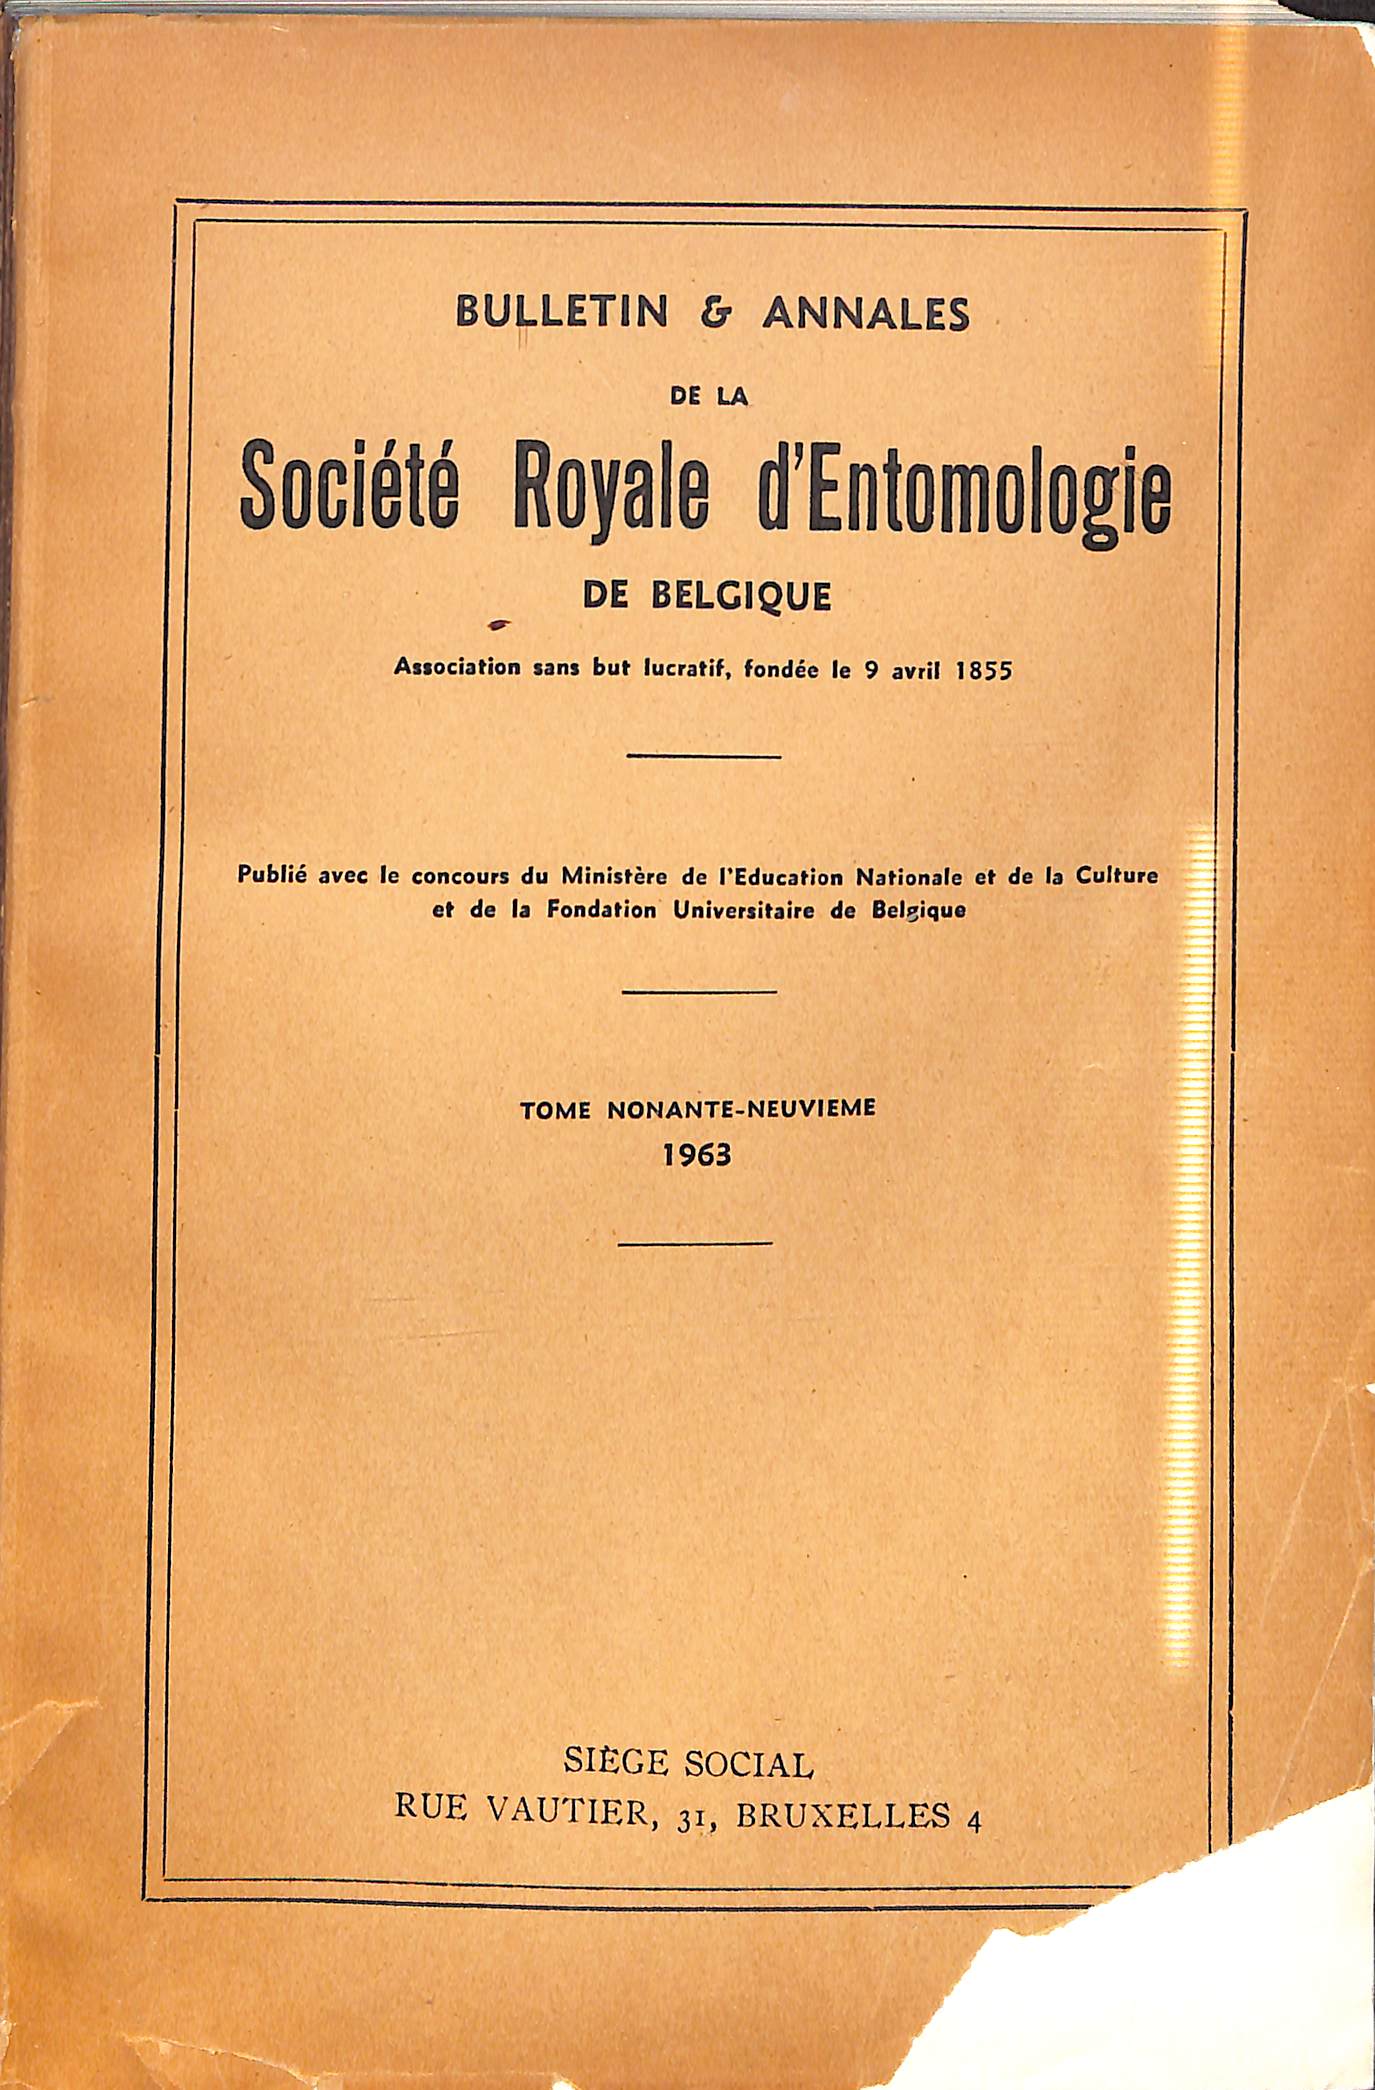 BULLETIN & ANNALES
DE LA
Société Royale d'Entomologie
DE BELGIQUE
Association sans but lucratif, fondée le 9 avril 1855
Publié avec le concours du Ministère de l'Education Nationale et de la Culture
et de la Fondation Universitaire de Belgique
TOME NONANTE-NEUVIEME
1963
SIÈGE SOCIAL
RUE VAUTIER, 31, BRUXELLES 4